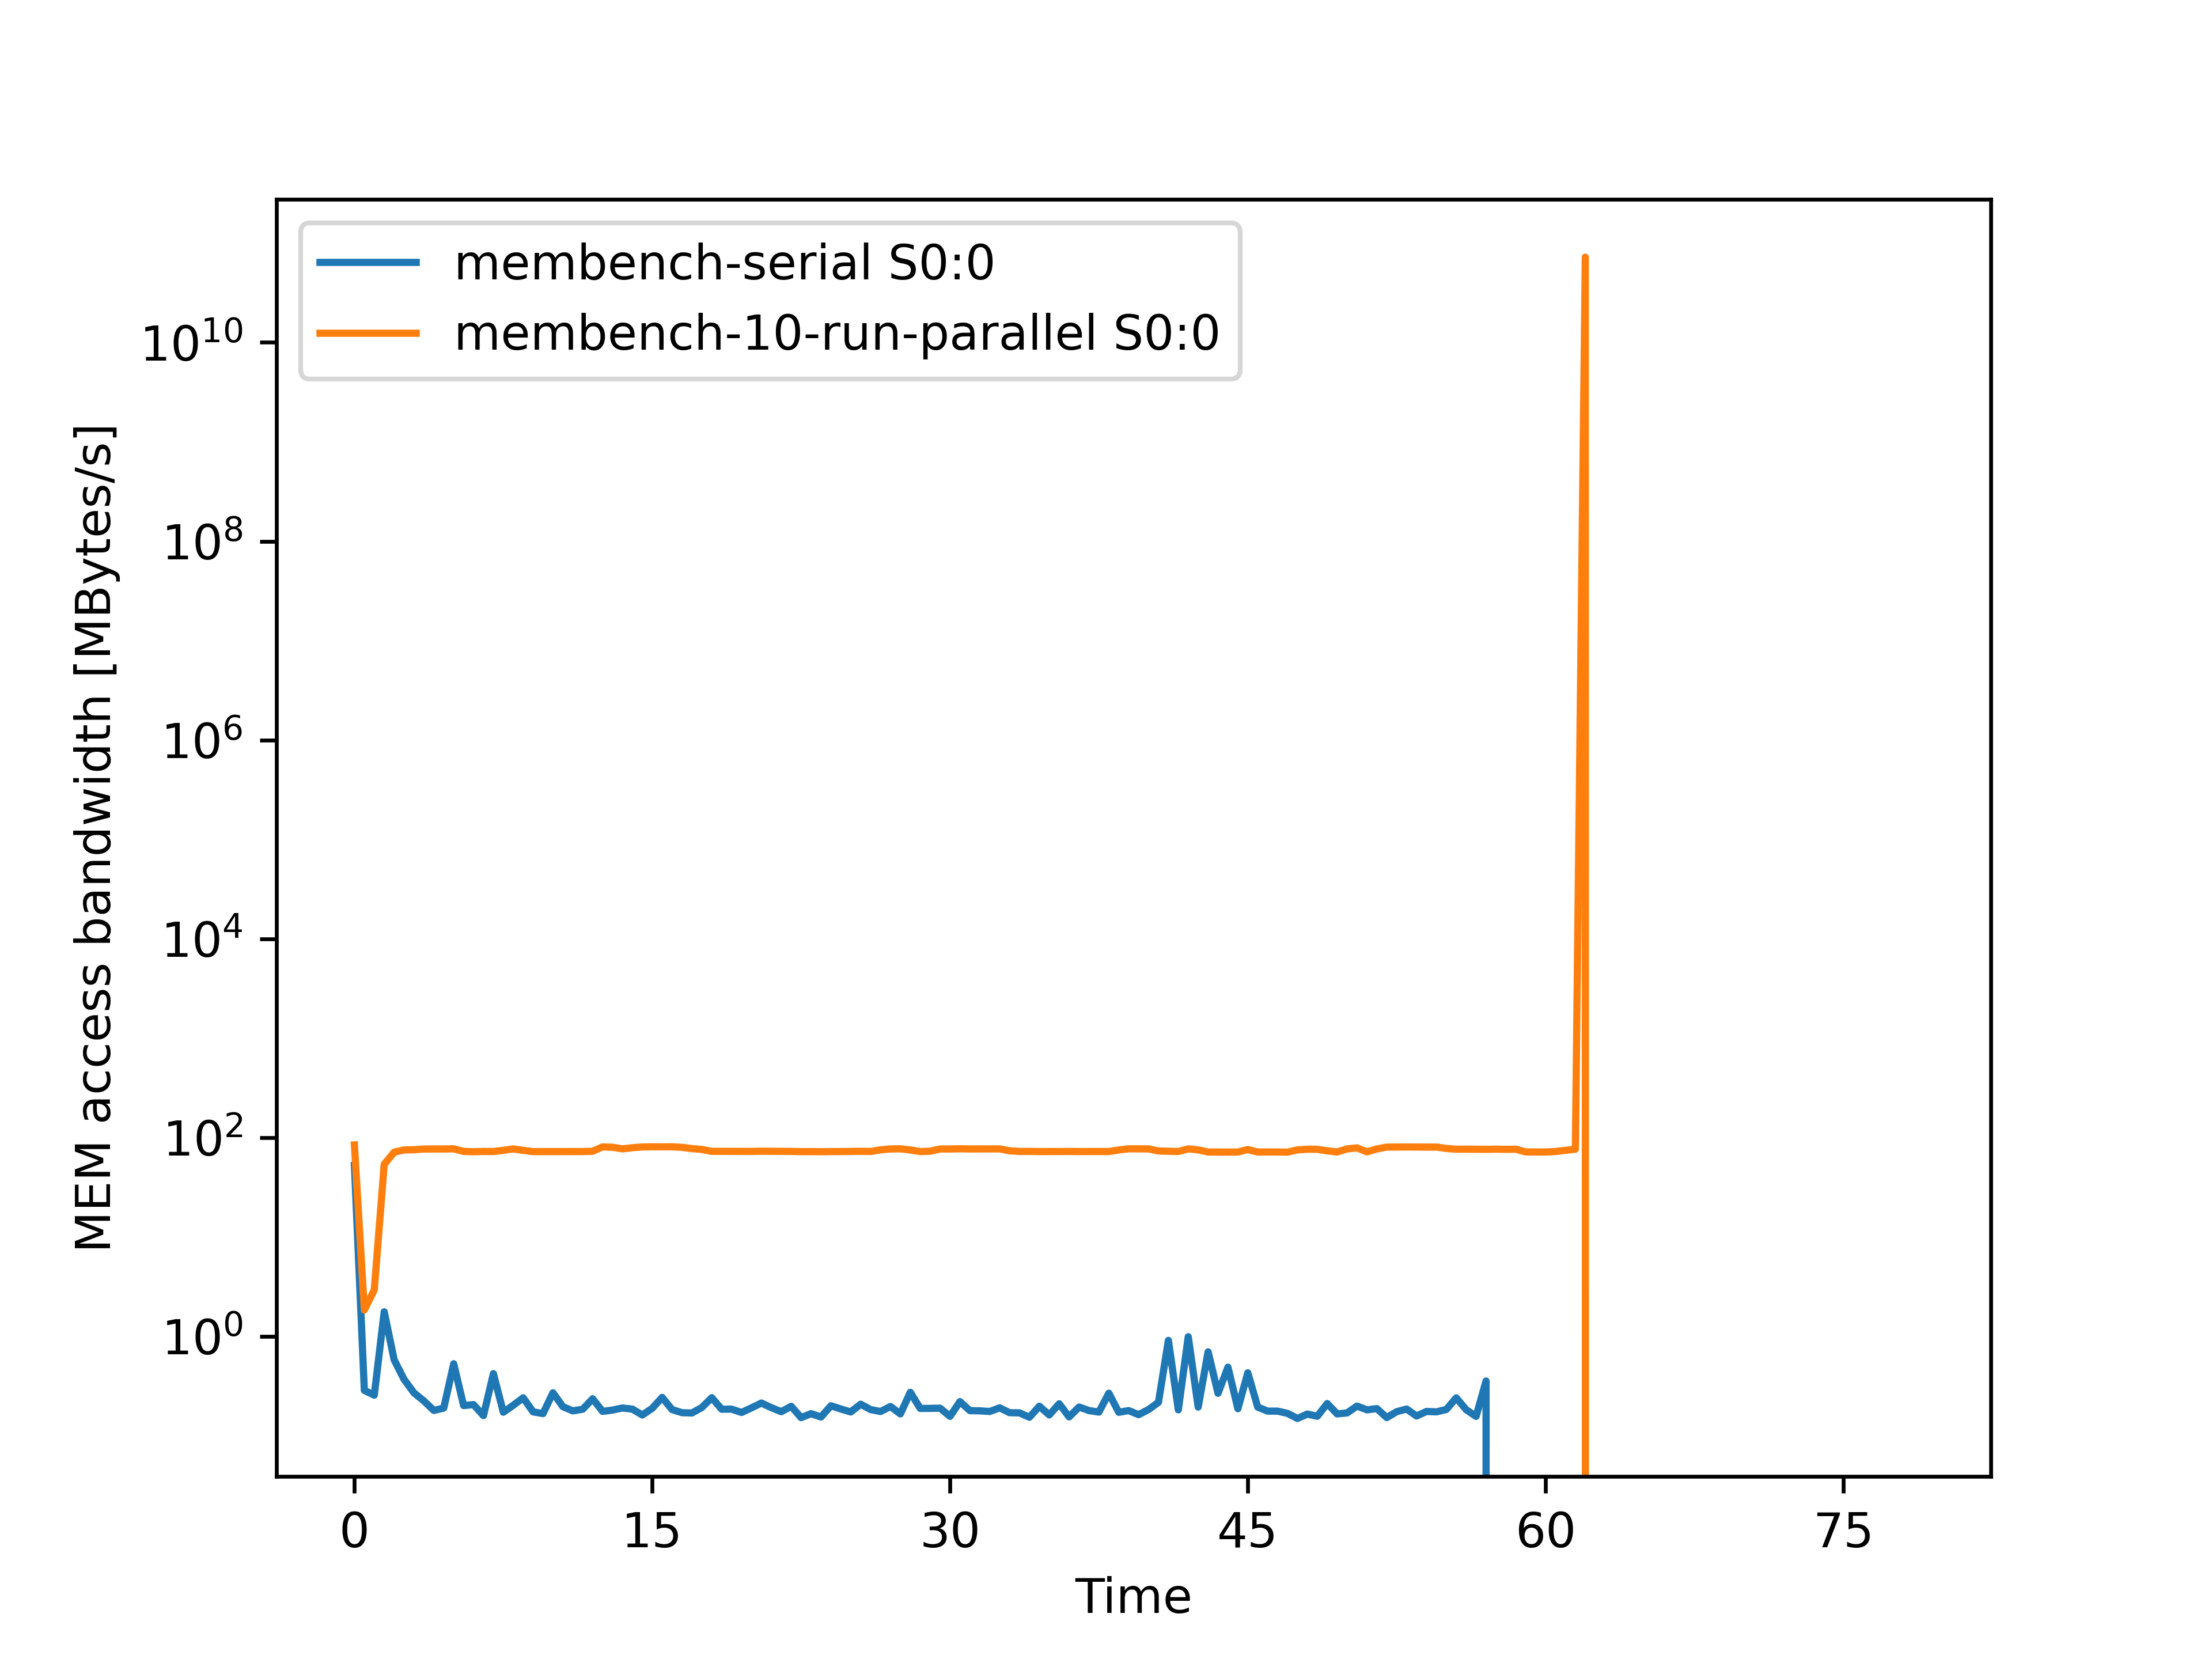 membench-serial S0:0
membench-10-run-parallel S0:0
MEM access bandwidth [MBytes/s]
10¹⁰
10⁸
10⁶
10⁴
10²
10⁰
0 15 30 45 60 75
Time